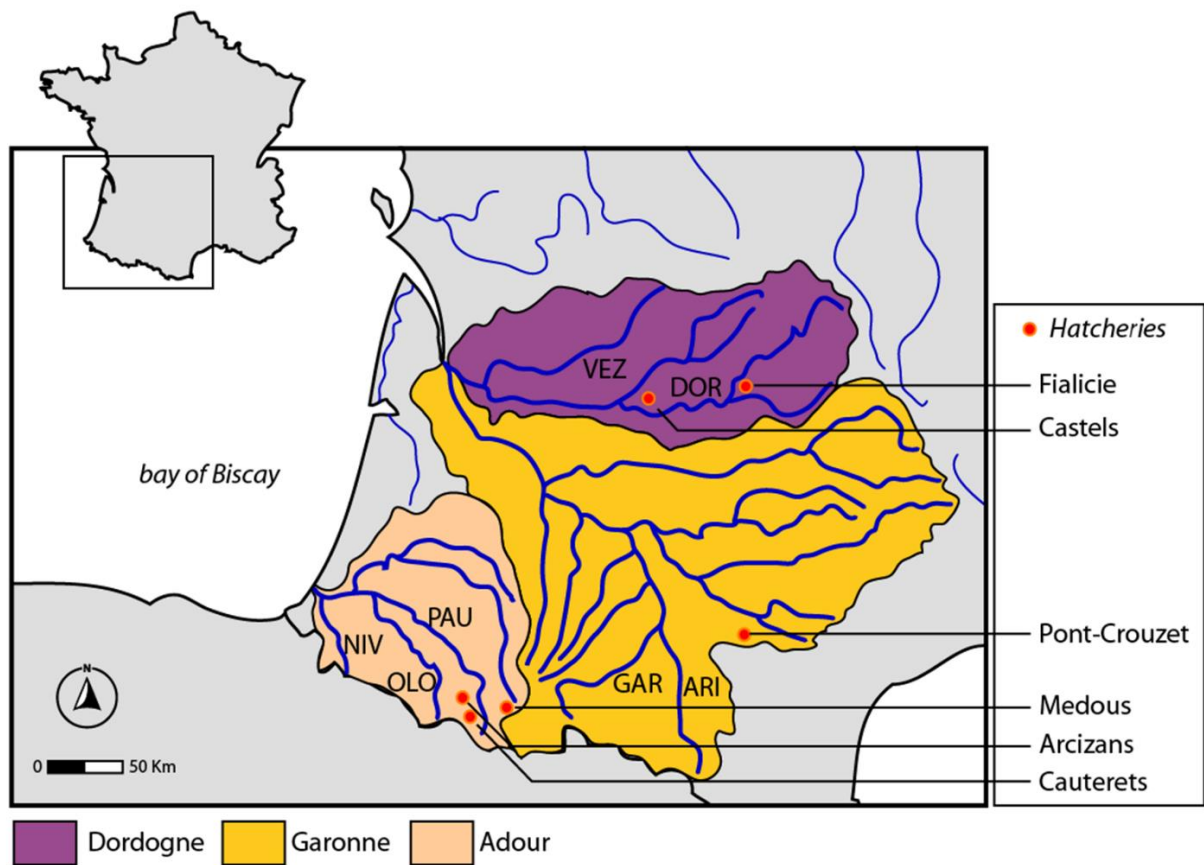 Hatcheries
VEZ
DOR
Fialicie
Castels
bay of Biscay
PAU
NIV
OLO
GAR
ARI
Pont-Crouzet
Medous
Arcizans
Cauterets
N
0 50 Km
Dordogne Garonne Adour